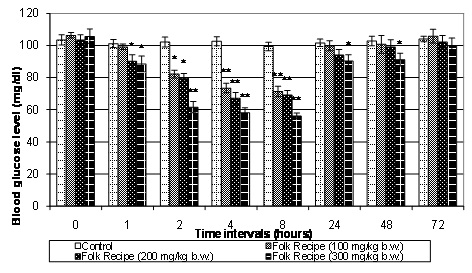 Blood glucose level (mg/dl)
120
100
80
60
40
20
0
* * * * ** ** * ** ** ** ** * *
0 1 2 4 8 24 48 72
Time intervals (hours)
Control Folk Recipe (100 mg/kg b.w.)
Folk Recipe (200 mg/kg b.w.) Folk Recipe (300 mg/kg b.w.)